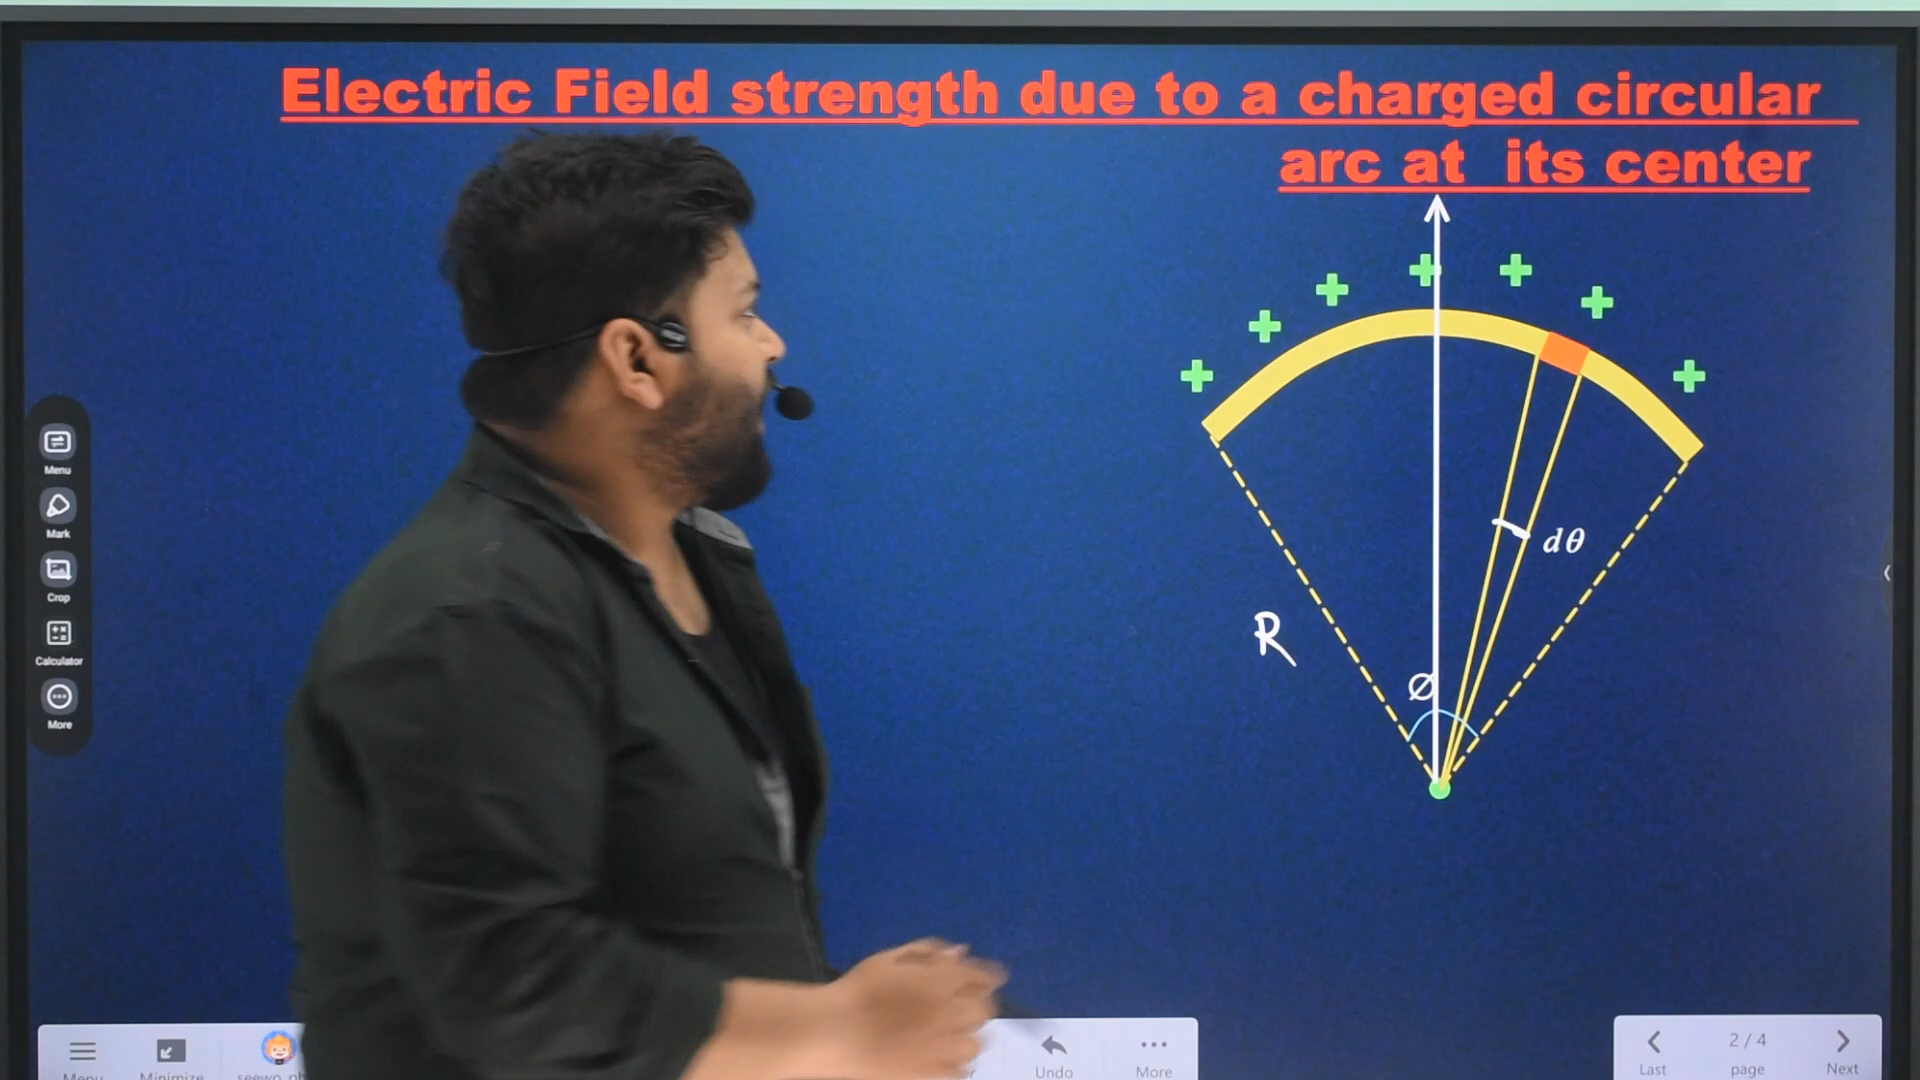 Electric Field strength due to a charged circular
arc at its center
dθ
R
Ø
Menu
Mark
Crop
Calculator
More
Menu
Minimize
Undo
More
2 / 4
Last
page
Next